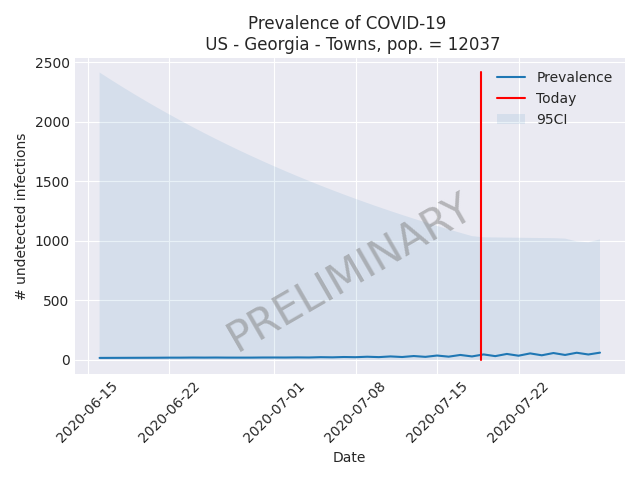 Prevalence of COVID-19
US - Georgia - Towns, pop. = 12037
# undetected infections
2500
2000
1500
1000
500
0
Prevalence
Today
95CI
PRELIMINARY
2020-06-15
2020-06-22
2020-07-01
2020-07-08
2020-07-15
2020-07-22
Date